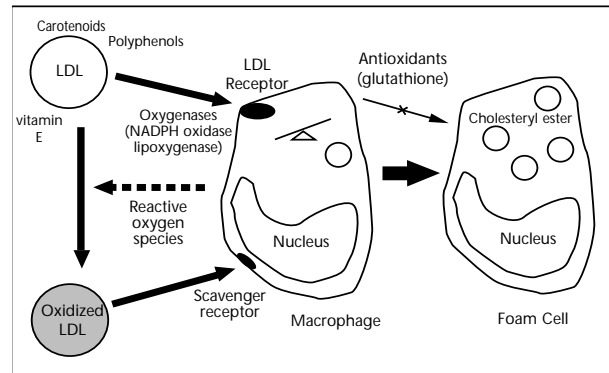 Carotenoids
Polyphenols
LDL
vitamin
E
LDL
Receptor
Oxygenases
(NADPH oxidase
lipoxygenase)
Antioxidants
(glutathione)
Cholesteryl ester
Reactive
oxygen
species
Nucleus
Nucleus
Oxidized
LDL
Scavenger
receptor
Macrophage
Foam Cell